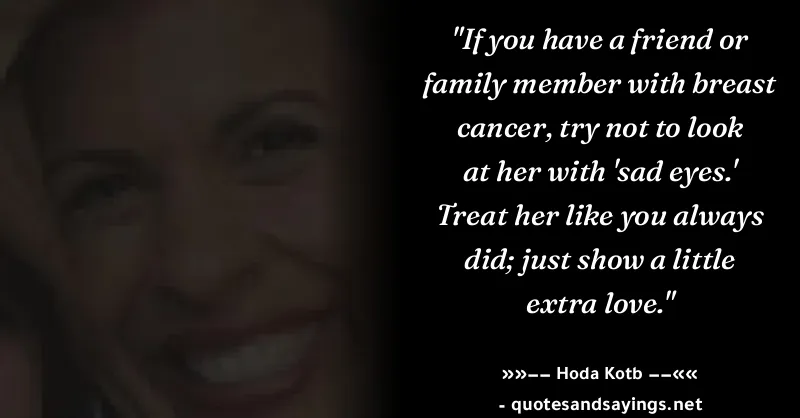 "If you have a friend or
family member with breast
cancer, try not to look
at her with 'sad eyes.'
Treat her like you always
did; just show a little
extra love."
»»−− Hoda Kotb −−««
- quotesandsayings.net